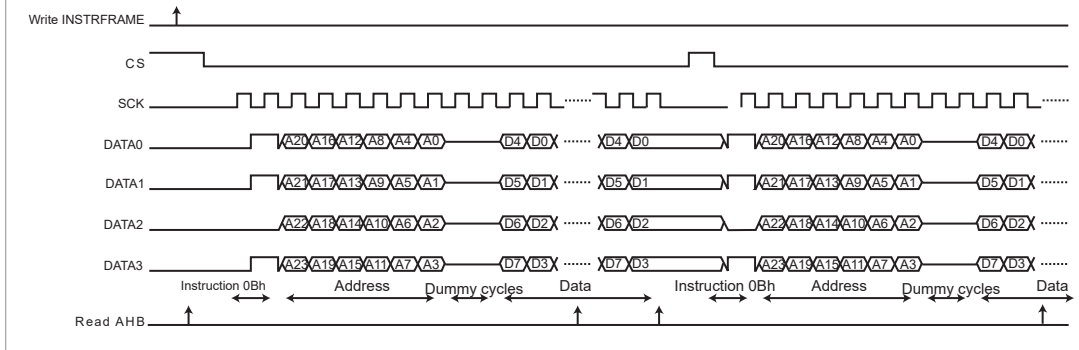 Write INSTRFRAME
CS
SCK
DATA0 A20 A16 A12 A8 A4 A0 D4 D0 D4 D0 A20 A16 A12 A8 A4 A0 D4 D0
DATA1 A21 A17 A13 A9 A5 A1 D5 D1 D5 D1 A21 A17 A13 A9 A5 A1 D5 D1
DATA2 A22 A18 A14 A10 A6 A2 D6 D2 D6 D2 A22 A18 A14 A10 A6 A2 D6 D2
DATA3 A23 A19 A15 A11 A7 A3 D7 D3 D7 D3 A23 A19 A15 A11 A7 A3 D7 D3
Instruction 0Bh Address Dummy cycles Data Instruction 0Bh Address Dummy cycles Data
Read AHB